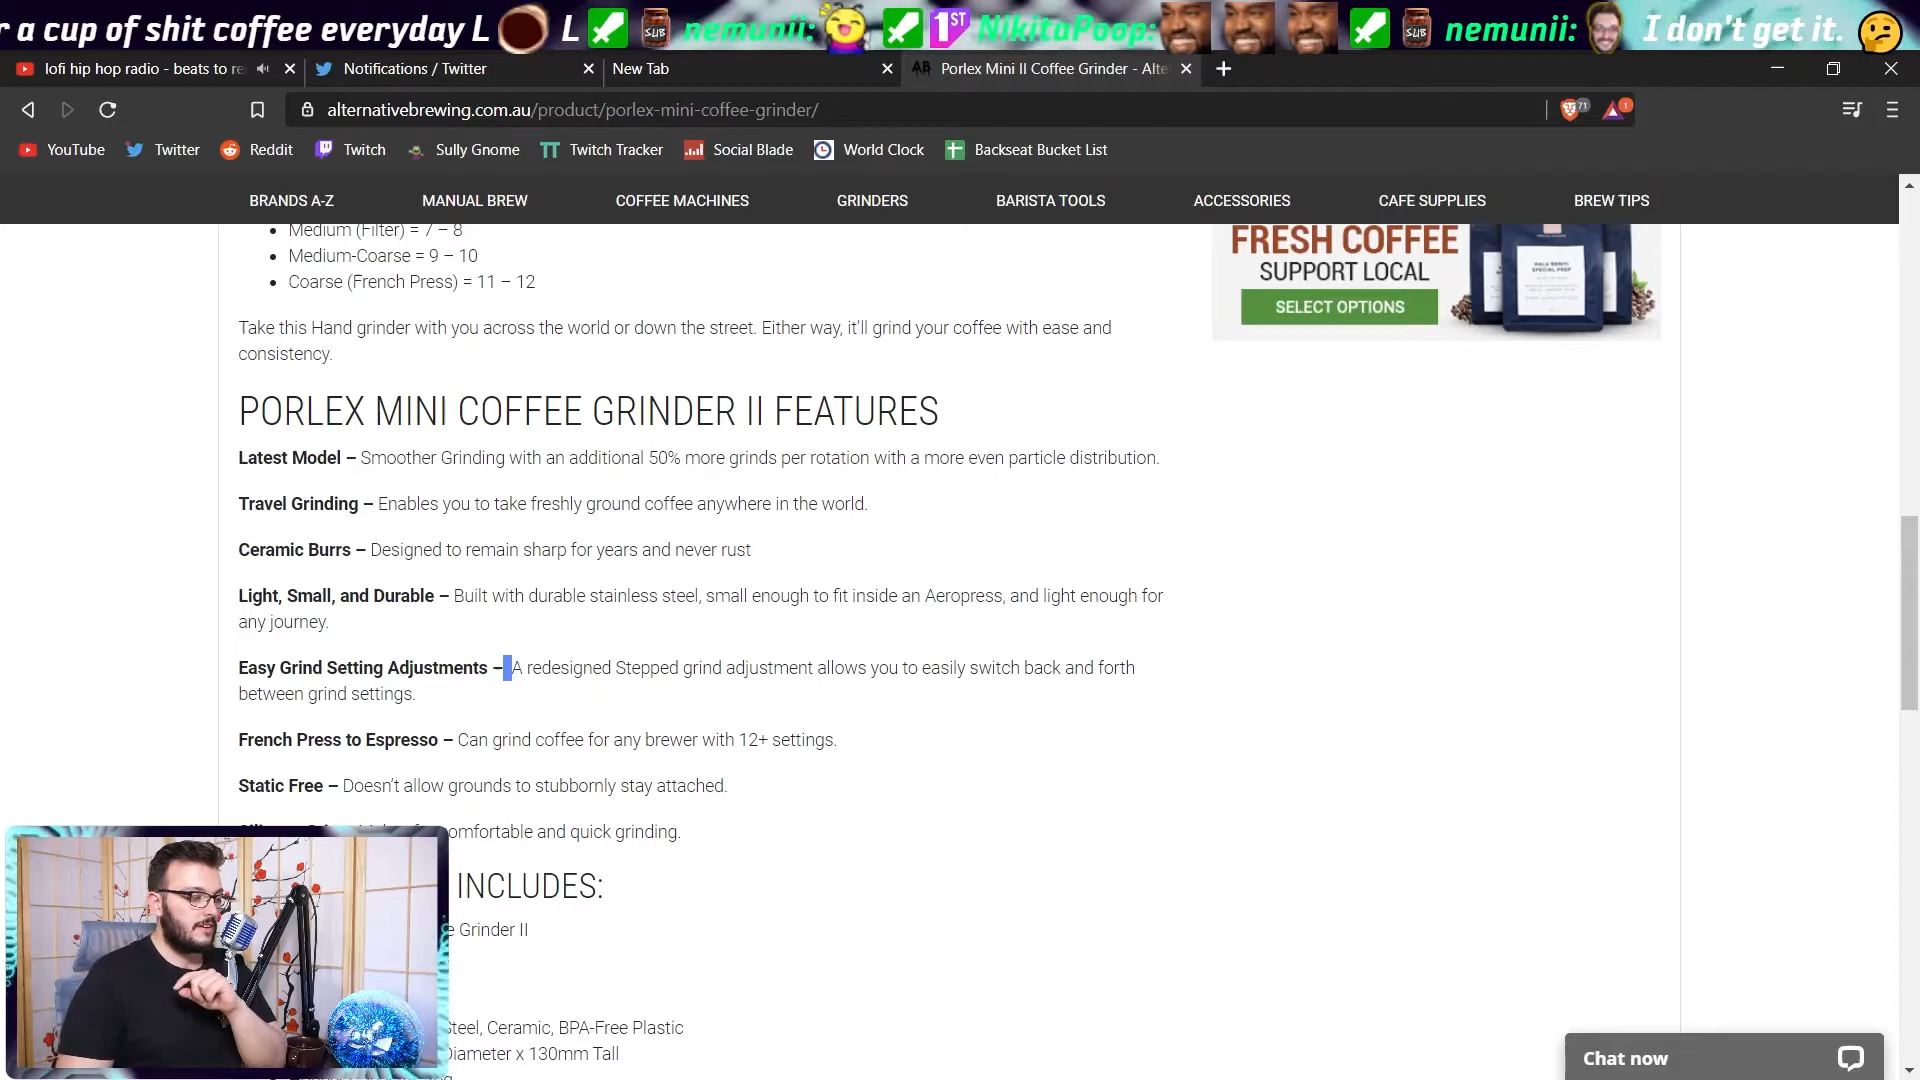 r a cup of shit coffee everyday L L SUB nemunii: 1ST NikitaPoop: SUB nemunii: I don't get it.
lofi hip hop radio - beats to re
Notifications / Twitter
New Tab
Porlex Mini II Coffee Grinder - Alte
alternativebrewing.com.au/product/porlex-mini-coffee-grinder/
71
1
YouTube
Twitter
Reddit
Twitch
Sully Gnome
Twitch Tracker
Social Blade
World Clock
Backseat Bucket List
BRANDS A-Z
MANUAL BREW
COFFEE MACHINES
GRINDERS
BARISTA TOOLS
ACCESSORIES
CAFE SUPPLIES
BREW TIPS
Medium (Filter) = 7 – 8
Medium-Coarse = 9 – 10
Coarse (French Press) = 11 – 12
FRESH COFFEE
SUPPORT LOCAL
SELECT OPTIONS
Take this Hand grinder with you across the world or down the street. Either way, it’ll grind your coffee with ease and
consistency.
PORLEX MINI COFFEE GRINDER II FEATURES
Latest Model – Smoother Grinding with an additional 50% more grinds per rotation with a more even particle distribution.
Travel Grinding – Enables you to take freshly ground coffee anywhere in the world.
Ceramic Burrs – Designed to remain sharp for years and never rust
Light, Small, and Durable – Built with durable stainless steel, small enough to fit inside an Aeropress, and light enough for
any journey.
Easy Grind Setting Adjustments – A redesigned Stepped grind adjustment allows you to easily switch back and forth
between grind settings.
French Press to Espresso – Can grind coffee for any brewer with 12+ settings.
Static Free – Doesn’t allow grounds to stubbornly stay attached.
comfortable and quick grinding.
INCLUDES:
e Grinder II
Steel, Ceramic, BPA-Free Plastic
Diameter x 130mm Tall
Chat now